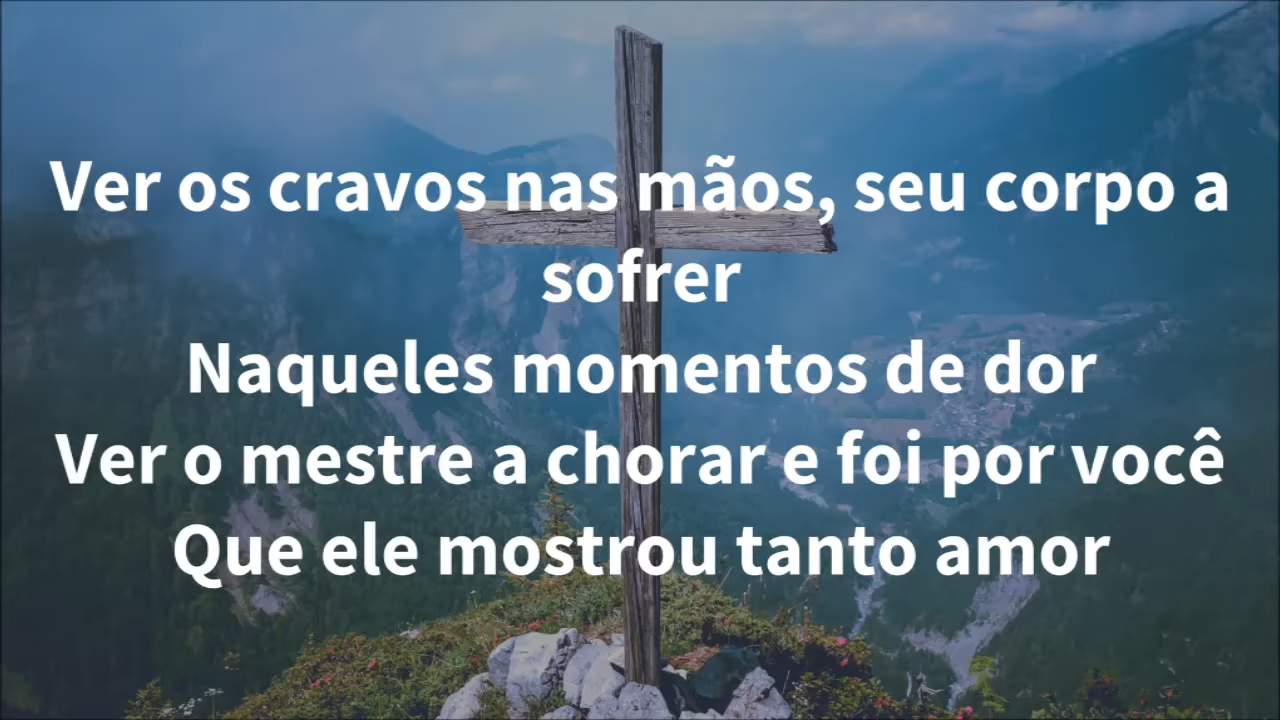 Ver os cravos nas mãos, seu corpo a
sofrer
Naqueles momentos de dor
Ver o mestre a chorar e foi por você
Que ele mostrou tanto amor